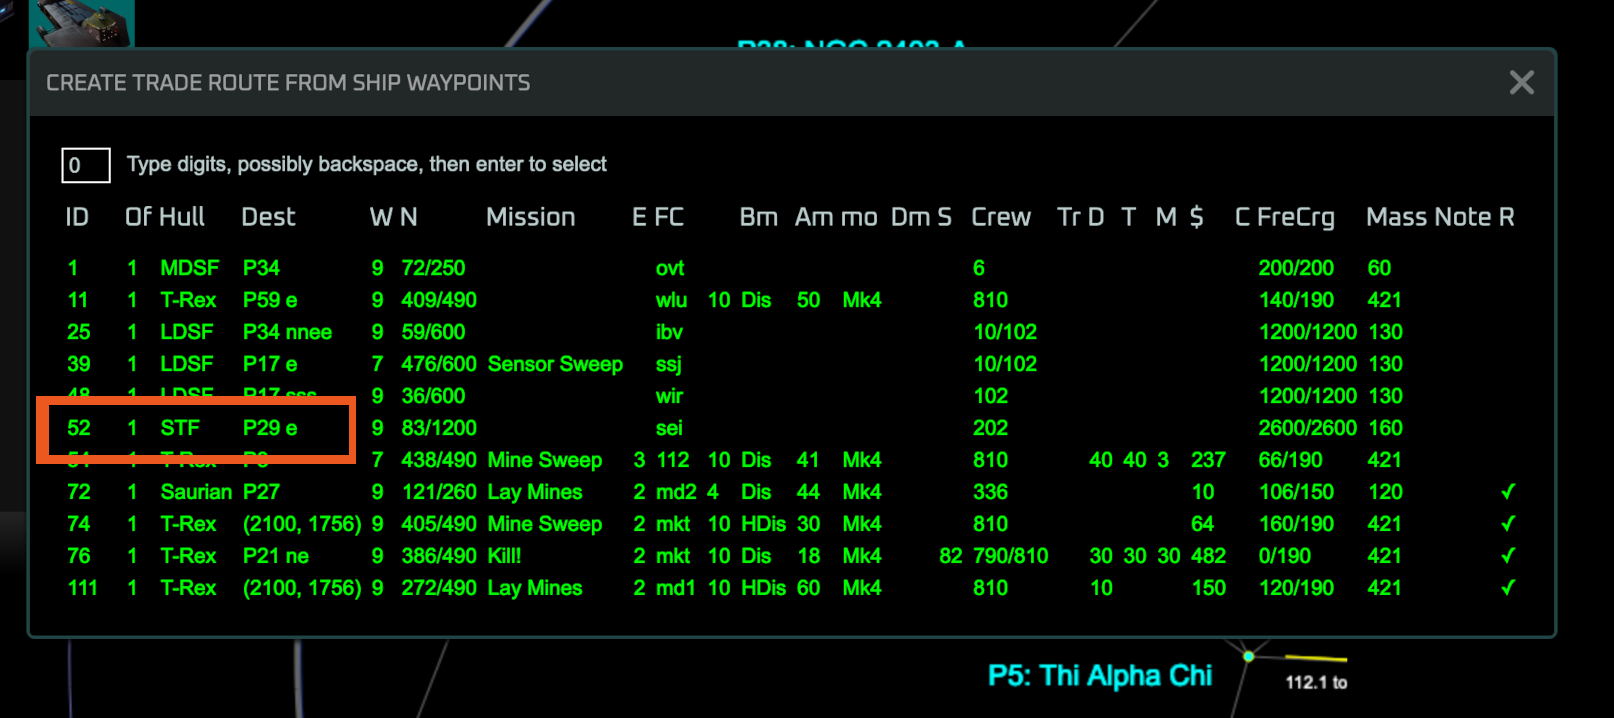 CREATE TRADE ROUTE FROM SHIP WAYPOINTS
0 Type digits, possibly backspace, then enter to select
ID Of Hull Dest W N Mission E FC Bm Am mo Dm S Crew Tr D T M $ C FreCrg Mass Note R
1 1 MDSF P34 9 72/250 ovt 6 200/200 60
11 1 T-Rex P59 e 9 409/490 wlu 10 Dis 50 Mk4 810 140/190 421
25 1 LDSF P34 nnee 9 59/600 ibv 10/102 1200/1200 130
39 1 LDSF P17 e 7 476/600 Sensor Sweep ssj 10/102 1200/1200 130
48 1 LDSF P17 sss 9 36/600 wir 102 1200/1200 130
52 1 STF P29 e 9 83/1200 sei 202 2600/2600 160
1 T-Rex 7 438/490 Mine Sweep 3 112 10 Dis 41 Mk4 810 40 40 3 237 66/190 421
72 1 Saurian P27 9 121/260 Lay Mines 2 md2 4 Dis 44 Mk4 336 10 106/150 120 ✓
74 1 T-Rex (2100, 1756) 9 405/490 Mine Sweep 2 mkt 10 HDis 30 Mk4 810 64 160/190 421 ✓
76 1 T-Rex P21 ne 9 386/490 Kill! 2 mkt 10 Dis 18 Mk4 82 790/810 30 30 30 482 0/190 421 ✓
111 1 T-Rex (2100, 1756) 9 272/490 Lay Mines 2 md1 10 HDis 60 Mk4 810 10 150 120/190 421 ✓
P5: Thi Alpha Chi
112.1 to